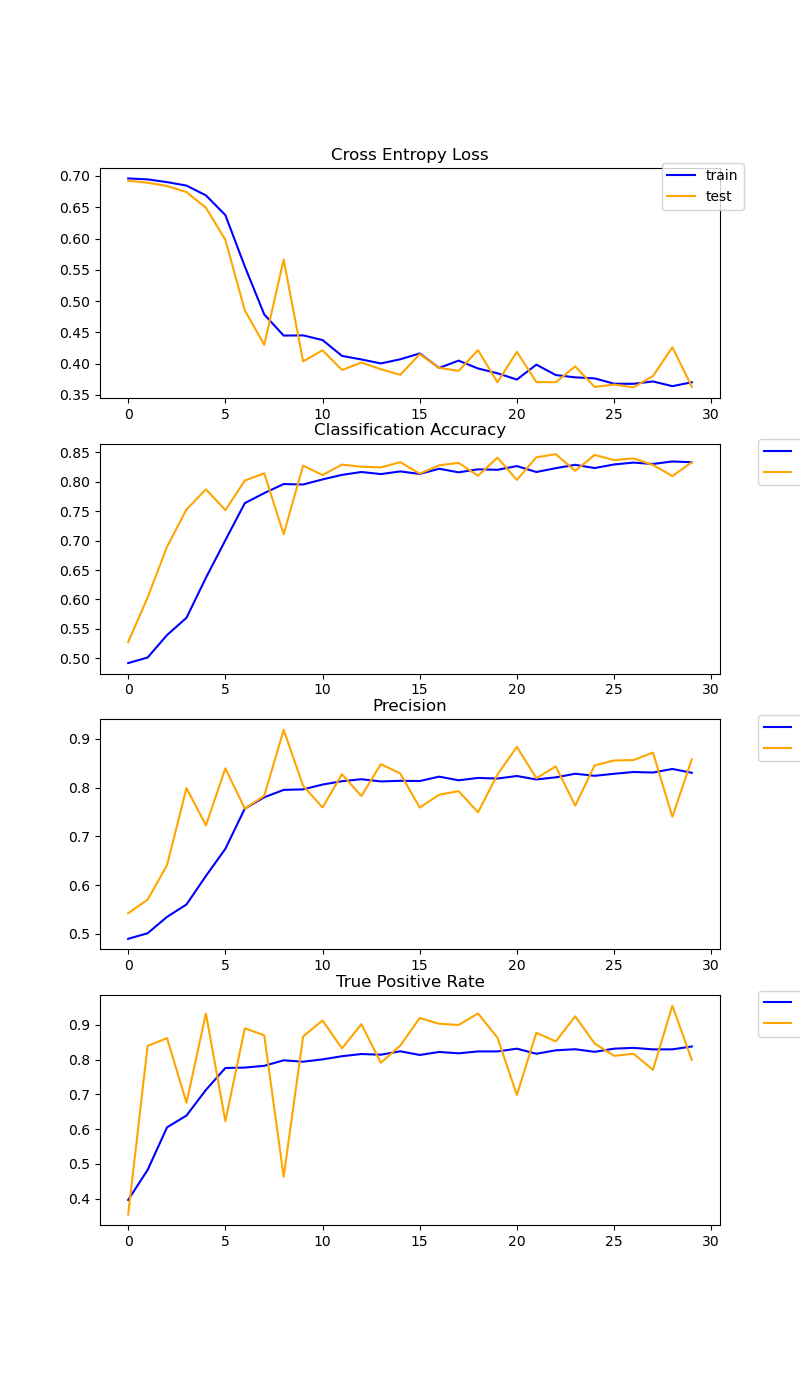 Cross Entropy Loss
0.70
0.65
0.60
0.55
0.50
0.45
0.40
0.35
train
test
0 5 10 15 20 25 30
Classification Accuracy
0.85
0.80
0.75
0.70
0.65
0.60
0.55
0.50
0 5 10 15 20 25 30
Precision
0.9
0.8
0.7
0.6
0.5
0 5 10 15 20 25 30
True Positive Rate
0.9
0.8
0.7
0.6
0.5
0.4
0 5 10 15 20 25 30